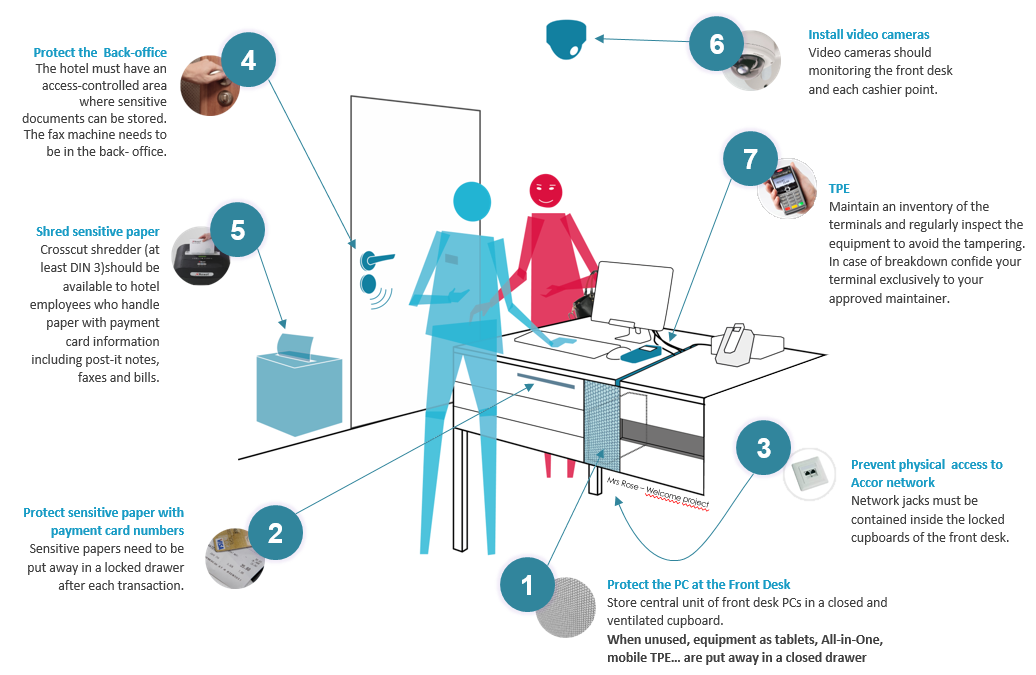 4
Protect the Back-office
The hotel must have an
access-controlled area
where sensitive
documents can be stored.
The fax machine needs to
be in the back- office.
6
Install video cameras
Video cameras should
monitoring the front desk
and each cashier point.
7
TPE
Maintain an inventory of the
terminals and regularly inspect the
equipment to avoid the tampering.
In case of breakdown confide your
terminal exclusively to your
approved maintainer.
5
Shred sensitive paper
Crosscut shredder (at
least DIN 3)should be
available to hotel
employees who handle
paper with payment
card information
including post-it notes,
faxes and bills.
3
Prevent physical access to
Accor network
Network jacks must be
contained inside the locked
cupboards of the front desk.
Mrs Rose – Welcome project
2
Protect sensitive paper with
payment card numbers
Sensitive papers need to be
put away in a locked drawer
after each transaction.
VISA
1
Protect the PC at the Front Desk
Store central unit of front desk PCs in a closed and
ventilated cupboard.
When unused, equipment as tablets, All-in-One,
mobile TPE... are put away in a closed drawer